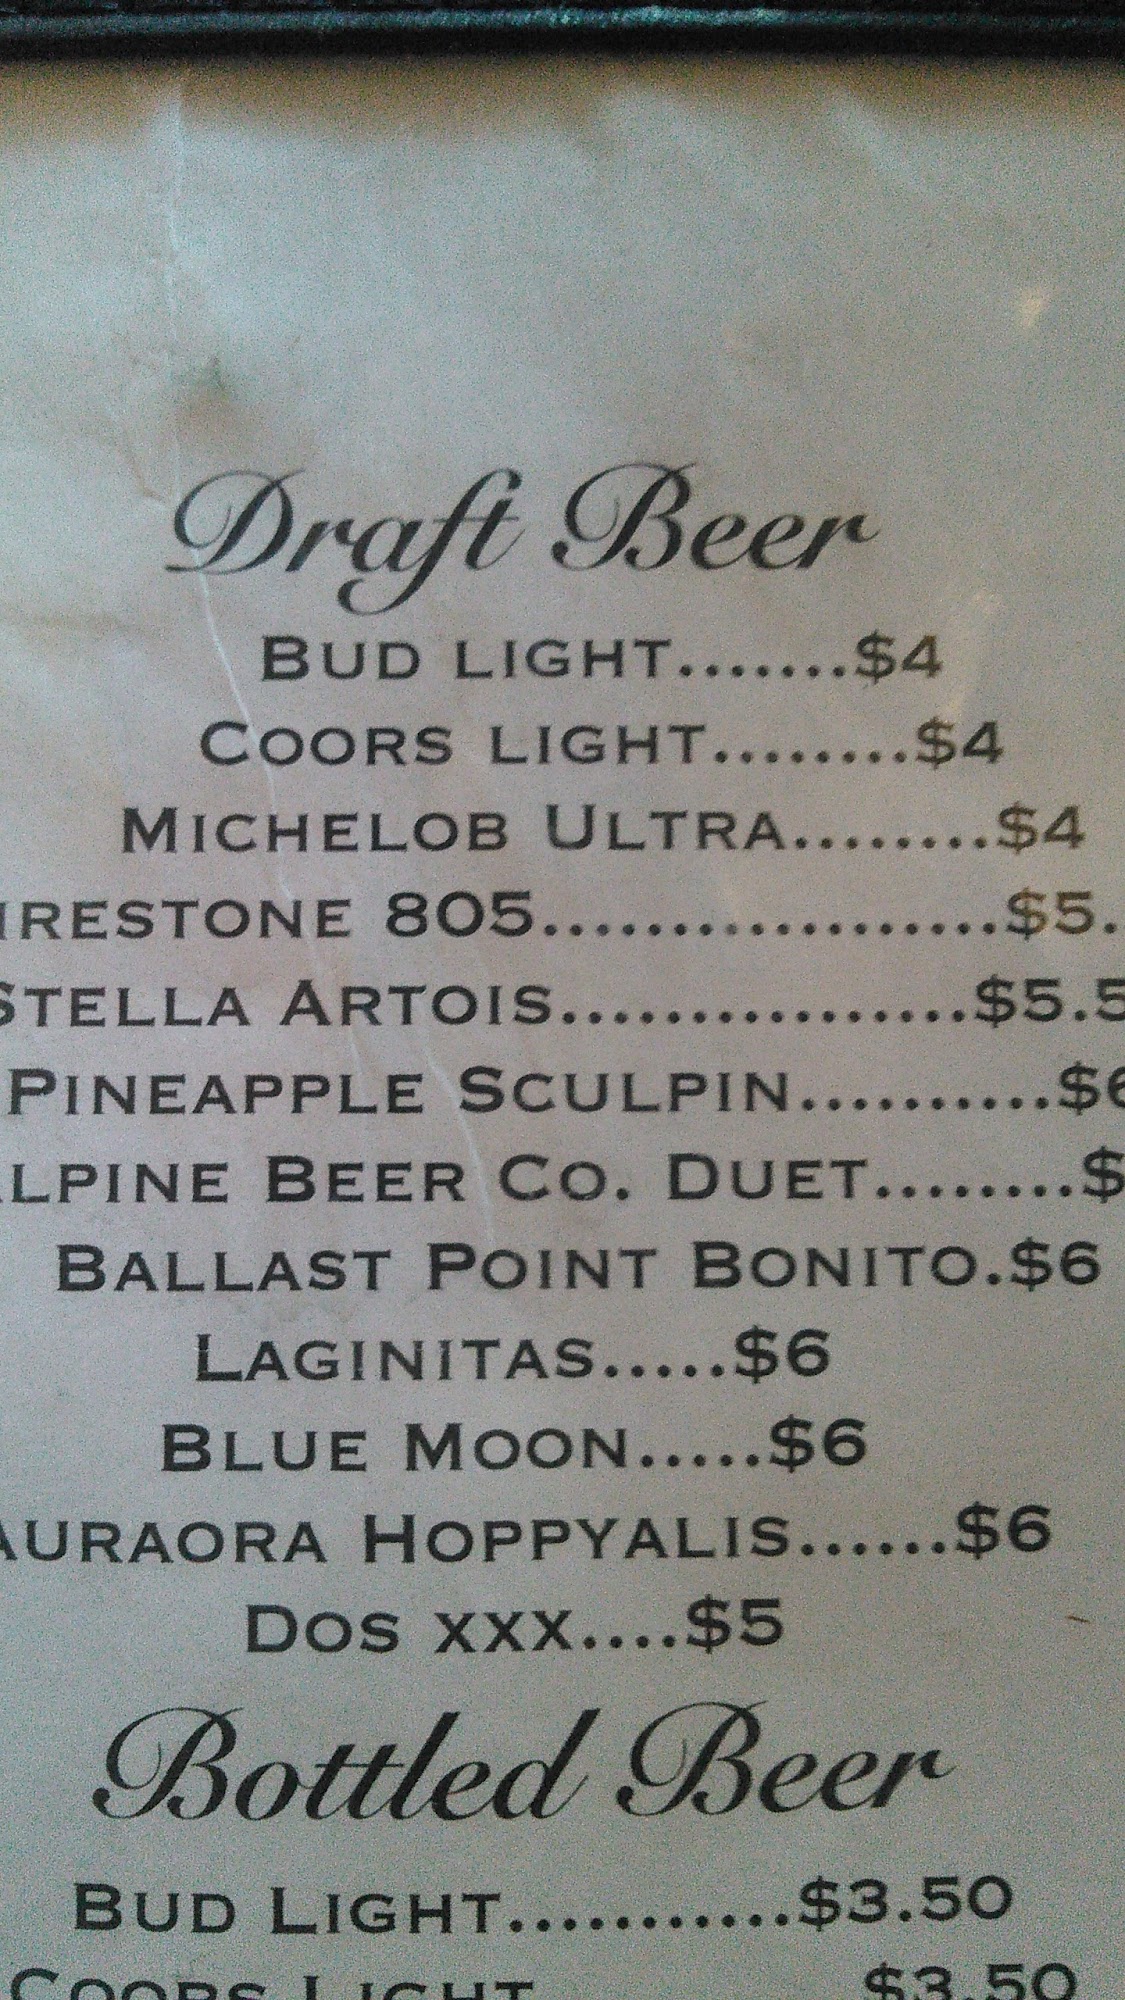 Draft Beer
Bud light.......$4
Coors light........$4
Michelob Ultra........$4
irestone 805...................$5.
Stella Artois.................$5.5
Pineapple Sculpin..........$6
lpine Beer Co. Duet........$
Ballast Point Bonito.$6
Laginitas.....$6
Blue Moon.....$6
Auraora Hoppyalis......$6
Dos xxx....$5
Bottled Beer
Bud Light............$3.50
Coors Light $3.50